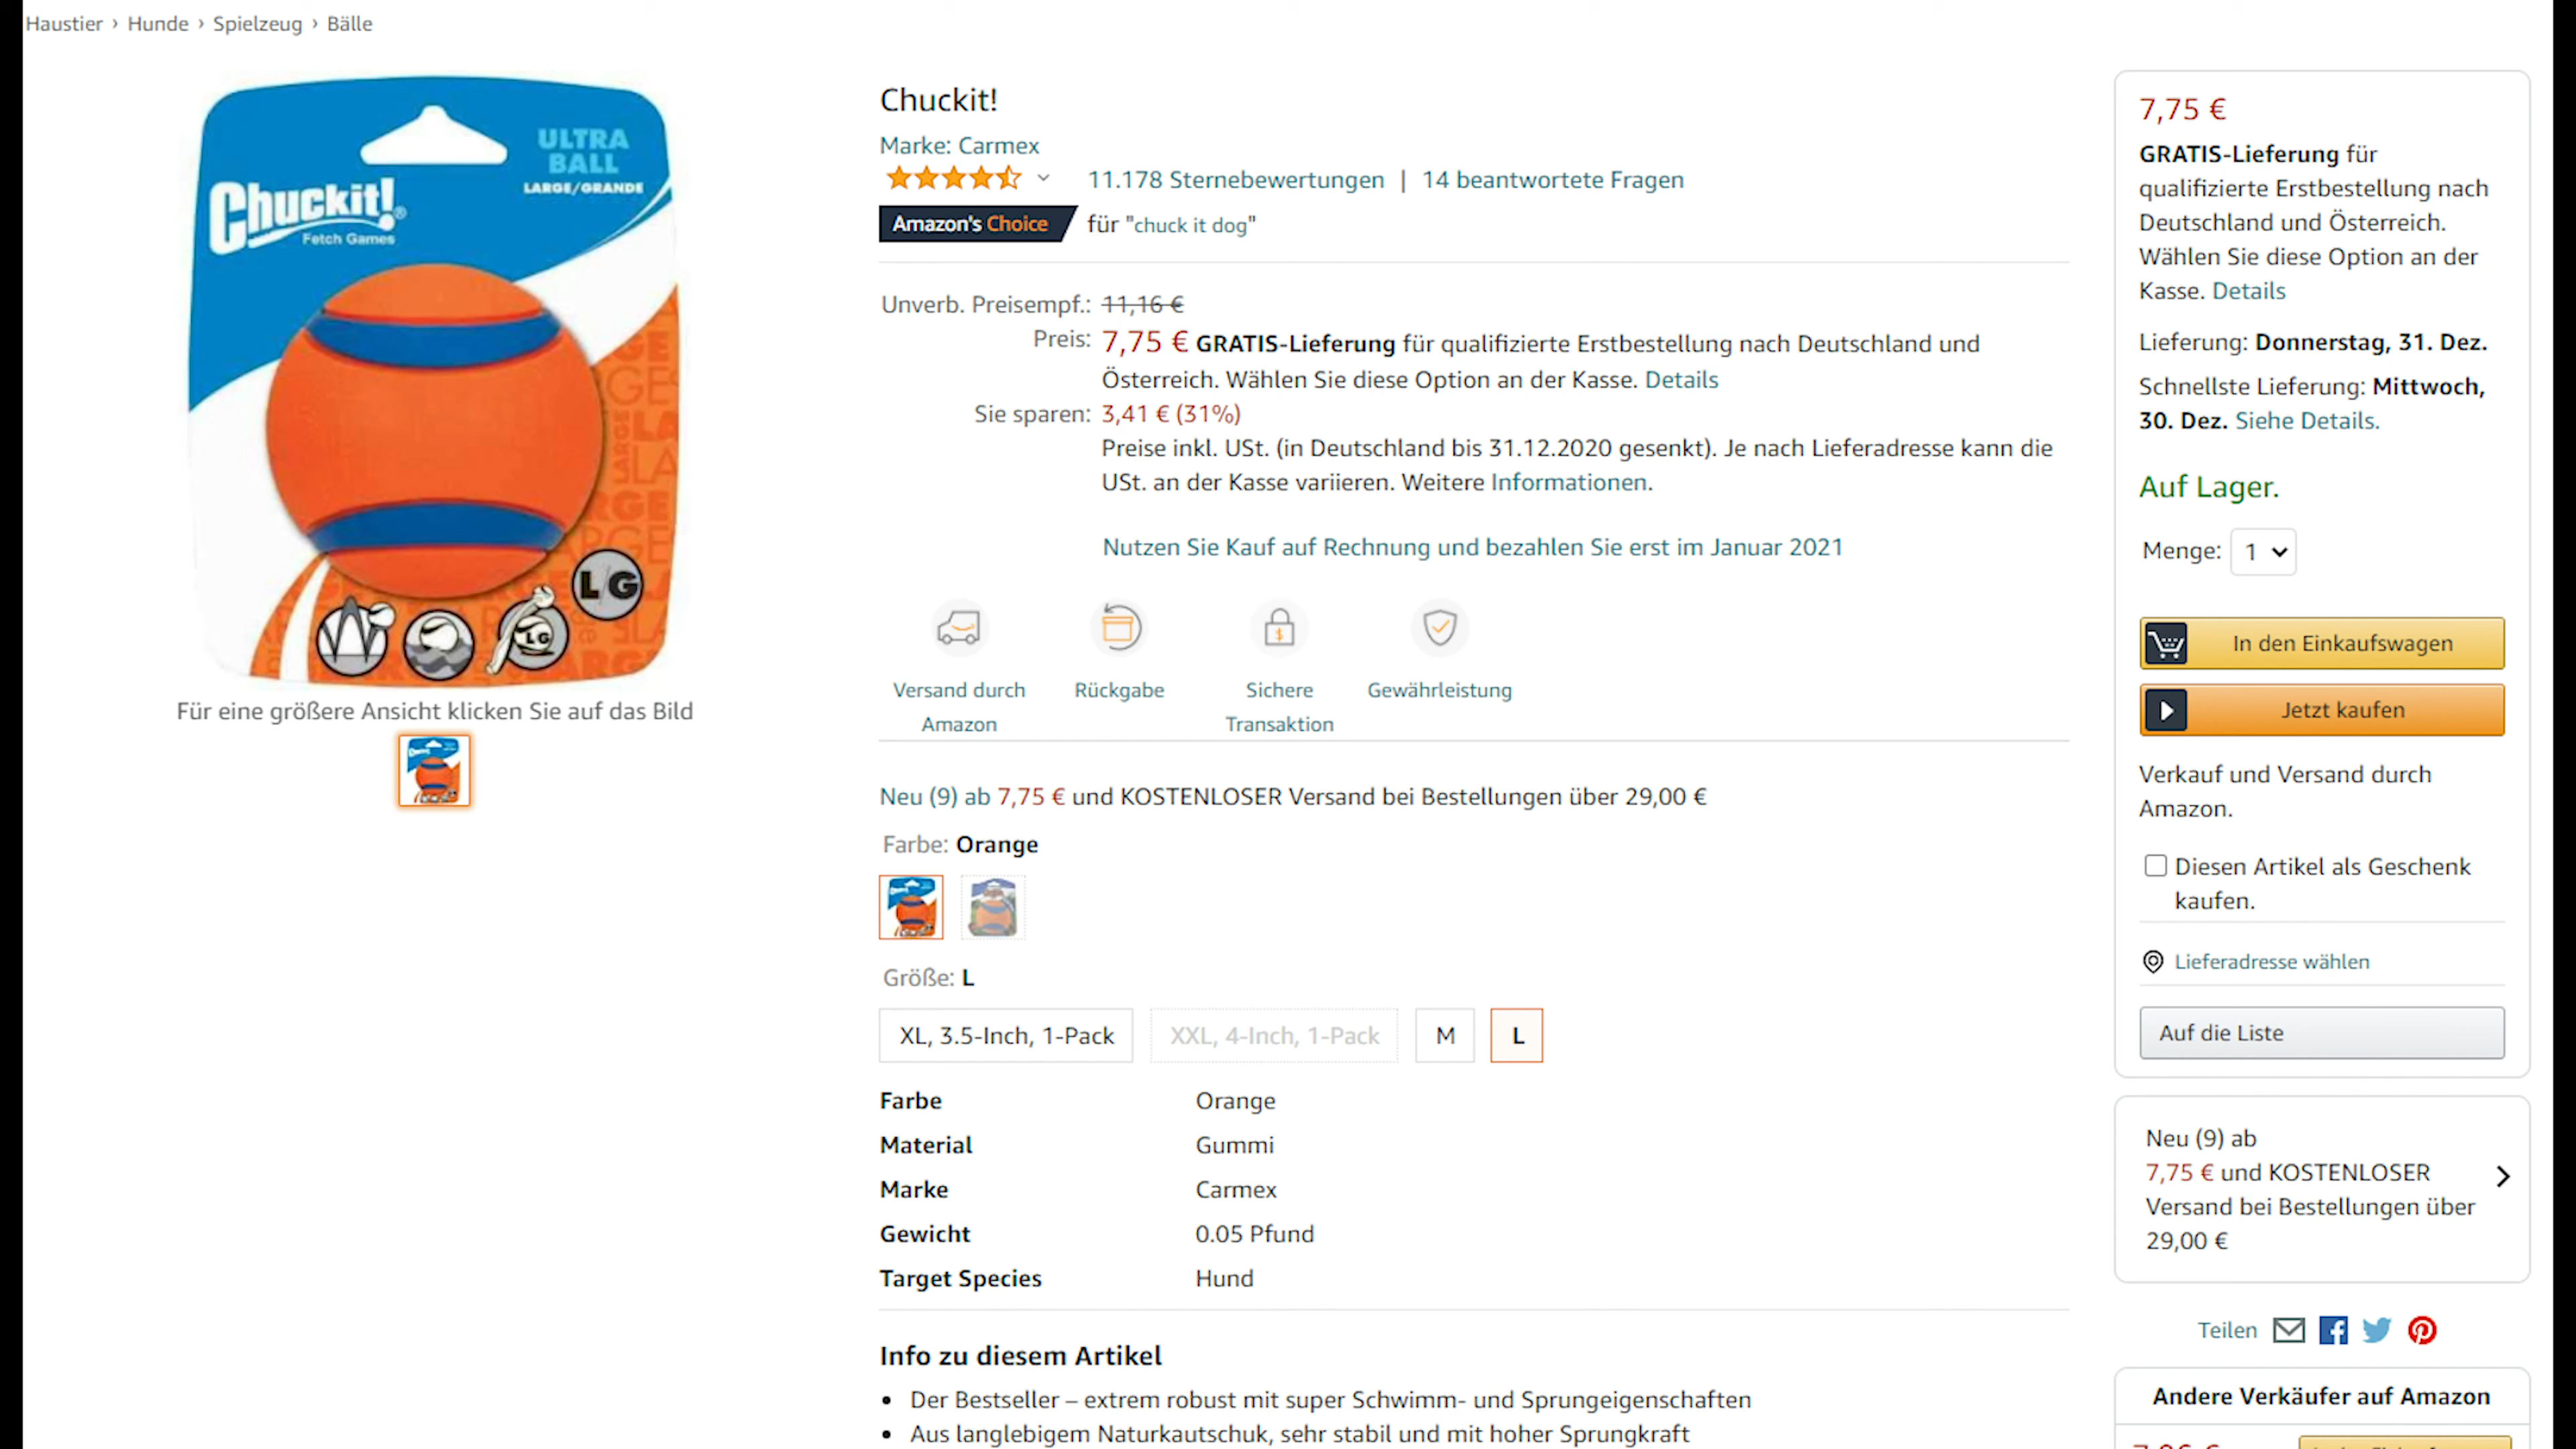 Haustier › Hunde › Spielzeug › Bälle
ULTRA
BALL
LARGE/GRANDE
Chuckit!®
Fetch Games
LG
LG
Für eine größere Ansicht klicken Sie auf das Bild
Chuckit!
Marke: Carmex
11.178 Sternebewertungen | 14 beantwortete Fragen
Amazon's Choice für "chuck it dog"
Unverb. Preisempf.: 11,16 €
Preis: 7,75 € GRATIS-Lieferung für qualifizierte Erstbestellung nach Deutschland und
Österreich. Wählen Sie diese Option an der Kasse. Details
Sie sparen: 3,41 € (31%)
Preise inkl. USt. (in Deutschland bis 31.12.2020 gesenkt). Je nach Lieferadresse kann die
USt. an der Kasse variieren. Weitere Informationen.
Nutzen Sie Kauf auf Rechnung und bezahlen Sie erst im Januar 2021
Versand durch
Amazon
Rückgabe
Sichere
Transaktion
Gewährleistung
Neu (9) ab 7,75 € und KOSTENLOSER Versand bei Bestellungen über 29,00 €
Farbe: Orange
Größe: L
XL, 3.5-Inch, 1-Pack
XXL, 4-Inch, 1-Pack
M
L
Farbe Orange
Material Gummi
Marke Carmex
Gewicht 0.05 Pfund
Target Species Hund
Info zu diesem Artikel
• Der Bestseller – extrem robust mit super Schwimm- und Sprungeigenschaften
• Aus langlebigem Naturkautschuk, sehr stabil und mit hoher Sprungkraft
7,75 €
GRATIS-Lieferung für
qualifizierte Erstbestellung nach
Deutschland und Österreich.
Wählen Sie diese Option an der
Kasse. Details
Lieferung: Donnerstag, 31. Dez.
Schnellste Lieferung: Mittwoch,
30. Dez. Siehe Details.
Auf Lager.
Menge: 1
In den Einkaufswagen
Jetzt kaufen
Verkauf und Versand durch
Amazon.
Diesen Artikel als Geschenk
kaufen.
Lieferadresse wählen
Auf die Liste
Neu (9) ab
7,75 € und KOSTENLOSER
Versand bei Bestellungen über
29,00 €
Teilen
Andere Verkäufer auf Amazon